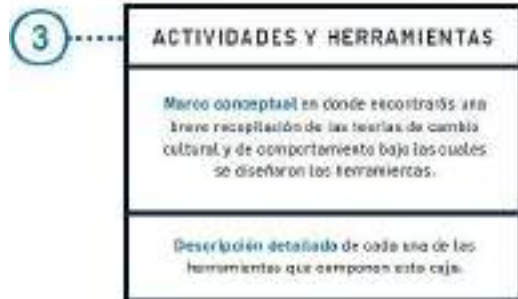 3
ACTIVIDADES Y HERRAMIENTAS
Marco conceptual en donde encontrarás una
breve recopilación de las teorías de cambio
cultural y de comportamiento bajo las cuales
se diseñaron las herramientas.
Descripción detallada de cada una de las
herramientas que componen esta caja.